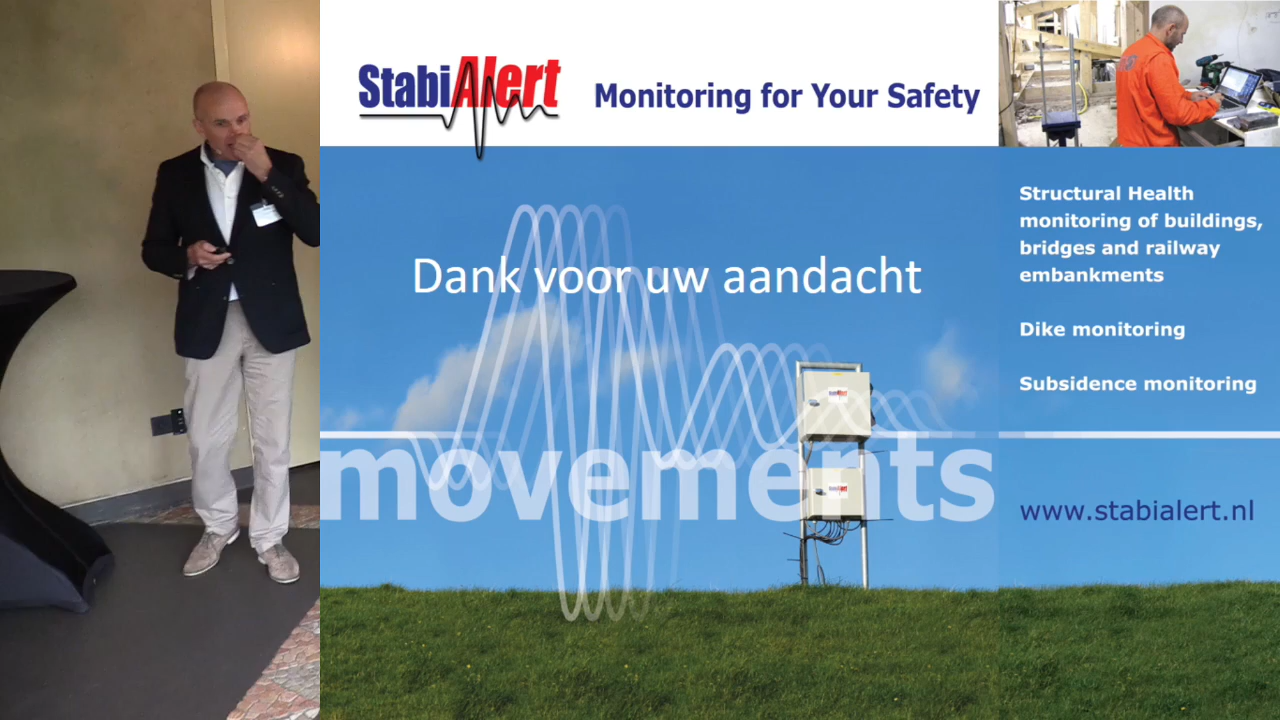 StabiAlert
Monitoring for Your Safety
Structural Health
monitoring of buildings,
bridges and railway
embankments
Dike monitoring
Subsidence monitoring
Dank voor uw aandacht
movements
www.stabialert.nl